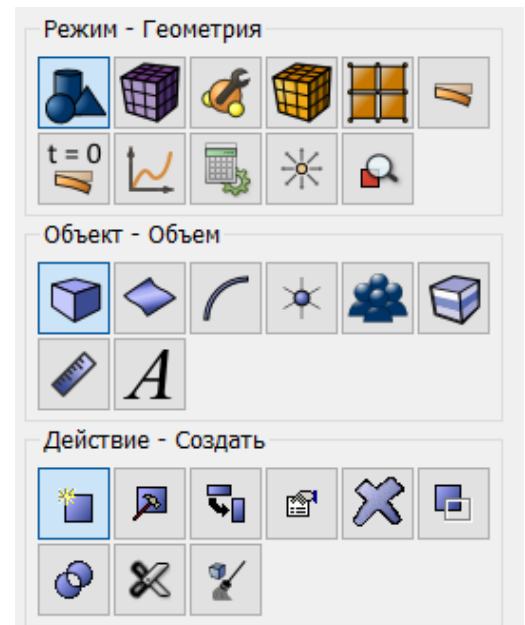 Режим - Геометрия
t = 0
Объект - Объем
A
Действие - Создать